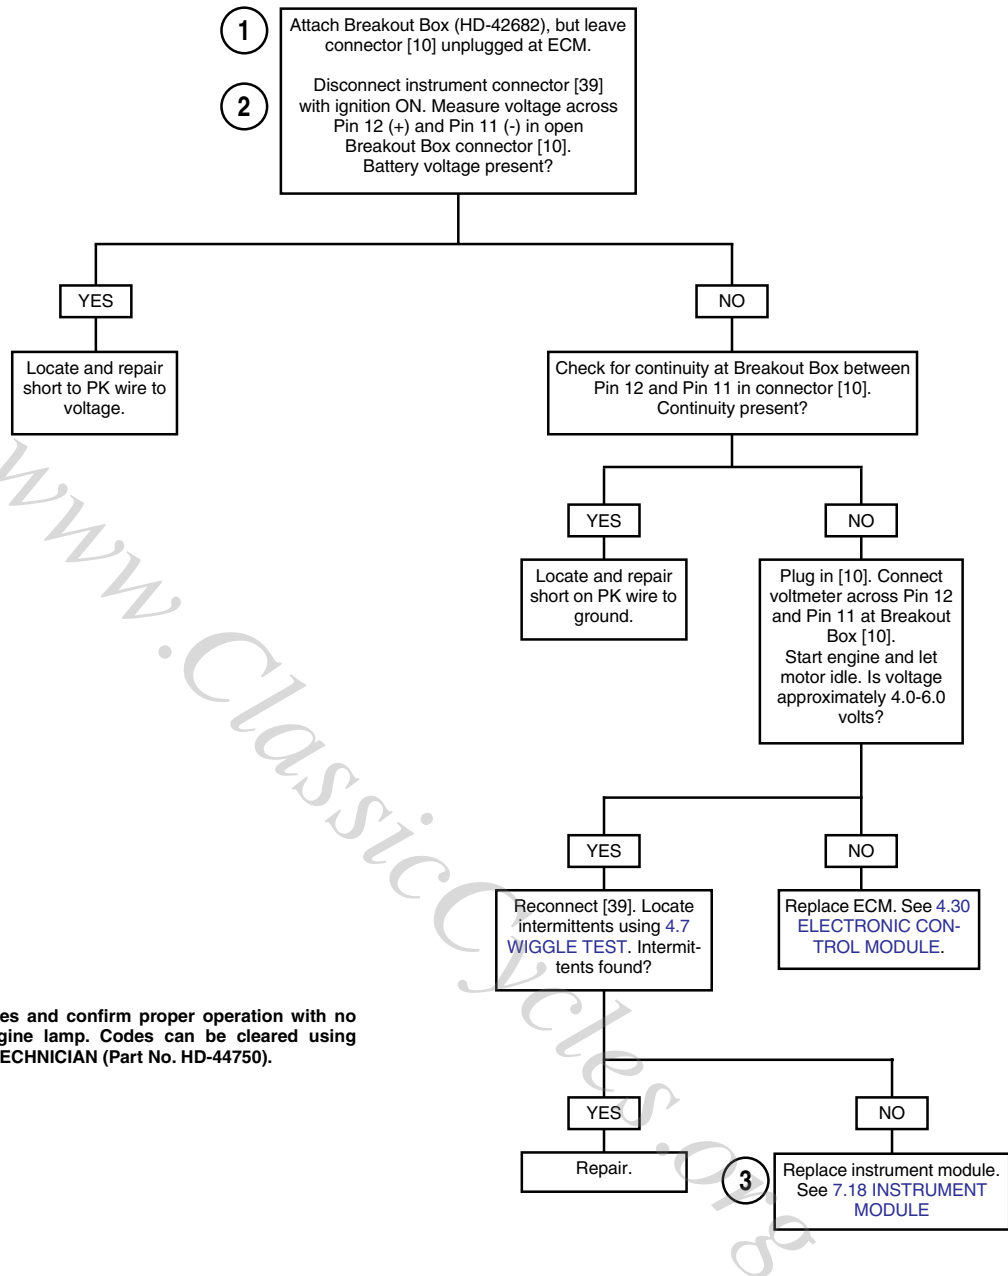 1
Attach Breakout Box (HD-42682), but leave
connector [10] unplugged at ECM.
2
Disconnect instrument connector [39]
with ignition ON. Measure voltage across
Pin 12 (+) and Pin 11 (-) in open
Breakout Box connector [10].
Battery voltage present?
YES
NO
Locate and repair
short to PK wire to
voltage.
Check for continuity at Breakout Box between
Pin 12 and Pin 11 in connector [10].
Continuity present?
YES
NO
Locate and repair
short on PK wire to
ground.
Plug in [10]. Connect
voltmeter across Pin 12
and Pin 11 at Breakout
Box [10].
Start engine and let
motor idle. Is voltage
approximately 4.0-6.0
volts?
YES
NO
Reconnect [39]. Locate
intermittents using 4.7
WIGGLE TEST. Intermit-
tents found?
Replace ECM. See 4.30
ELECTRONIC CON-
TROL MODULE.
es and confirm proper operation with no
gine lamp. Codes can be cleared using
TECHNICIAN (Part No. HD-44750).
YES
NO
Repair.
3
Replace instrument module.
See 7.18 INSTRUMENT
MODULE
www.ClassicCycles.org